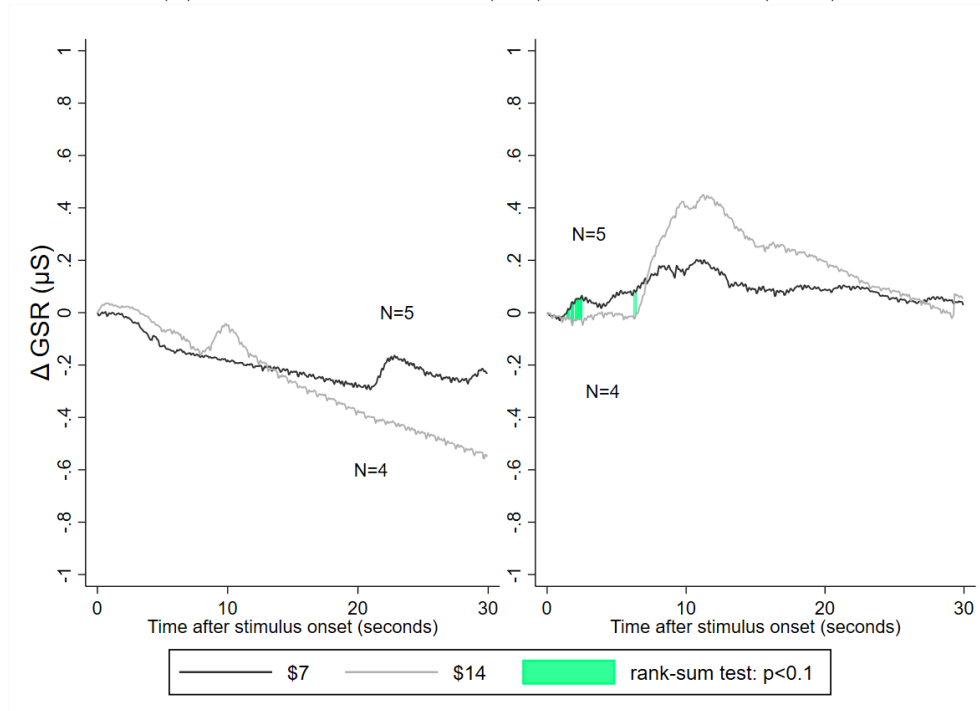 Δ GSR (μS)
1
.8
.6
.4
.2
0
-.2
-.4
-.6
-.8
-1
N=5
N=4
0 10 20 30
Time after stimulus onset (seconds)
1
.8
.6
.4
.2
0
-.2
-.4
-.6
-.8
-1
N=5
N=4
0 10 20 30
Time after stimulus onset (seconds)
$7 $14 rank-sum test: p<0.1